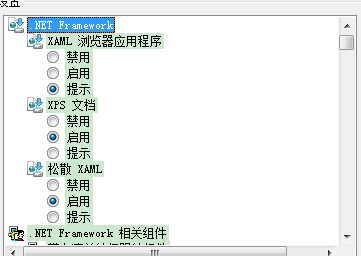 .NET Framework
XAML 浏览器应用程序
禁用
启用
提示
XPS 文档
禁用
启用
提示
松散 XAML
禁用
启用
提示
.NET Framework 相关组件